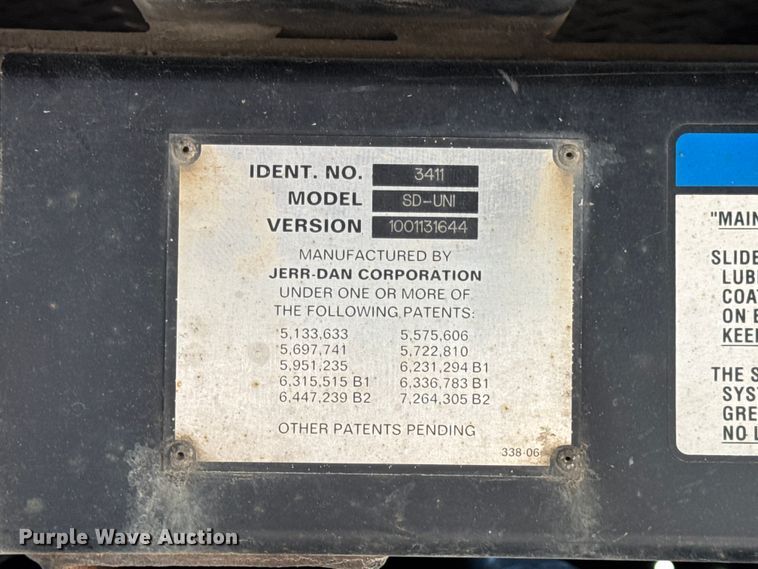 IDENT. NO. 3411
MODEL SD-UNI
VERSION 1001131644
MANUFACTURED BY
JERR-DAN CORPORATION
UNDER ONE OR MORE OF
THE FOLLOWING PATENTS:
5,133,633 5,575,606
5,697,741 5,722,810
5,951,235 6,231,294 B1
6,315,515 B1 6,336,783 B1
6,447,239 B2 7,264,305 B2
OTHER PATENTS PENDING
338-06
"MAIN
SLIDE
LUBI
COAT
ON B
KEEP
THE S
SYS
GRE
NO L
Purple Wave Auction